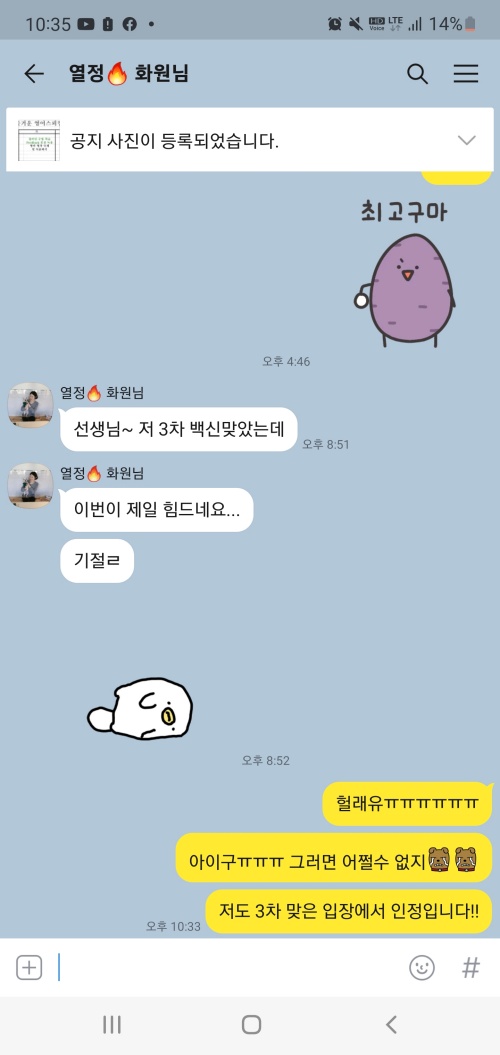 10:35
HD Voice LTE 14%
열정🔥 화원님
공지 사진이 등록되었습니다.
최고구마
오후 4:46
열정🔥 화원님
선생님~ 저 3차 백신맞았는데
오후 8:51
열정🔥 화원님
이번이 제일 힘드네요...
기절ㄹ
오후 8:52
헐래유ㅠㅠㅠㅠㅠㅠ
아이구ㅠㅠㅠ 그러면 어쩔수 없지
저도 3차 맞은 입장에서 인정입니다!!
오후 10:33
#